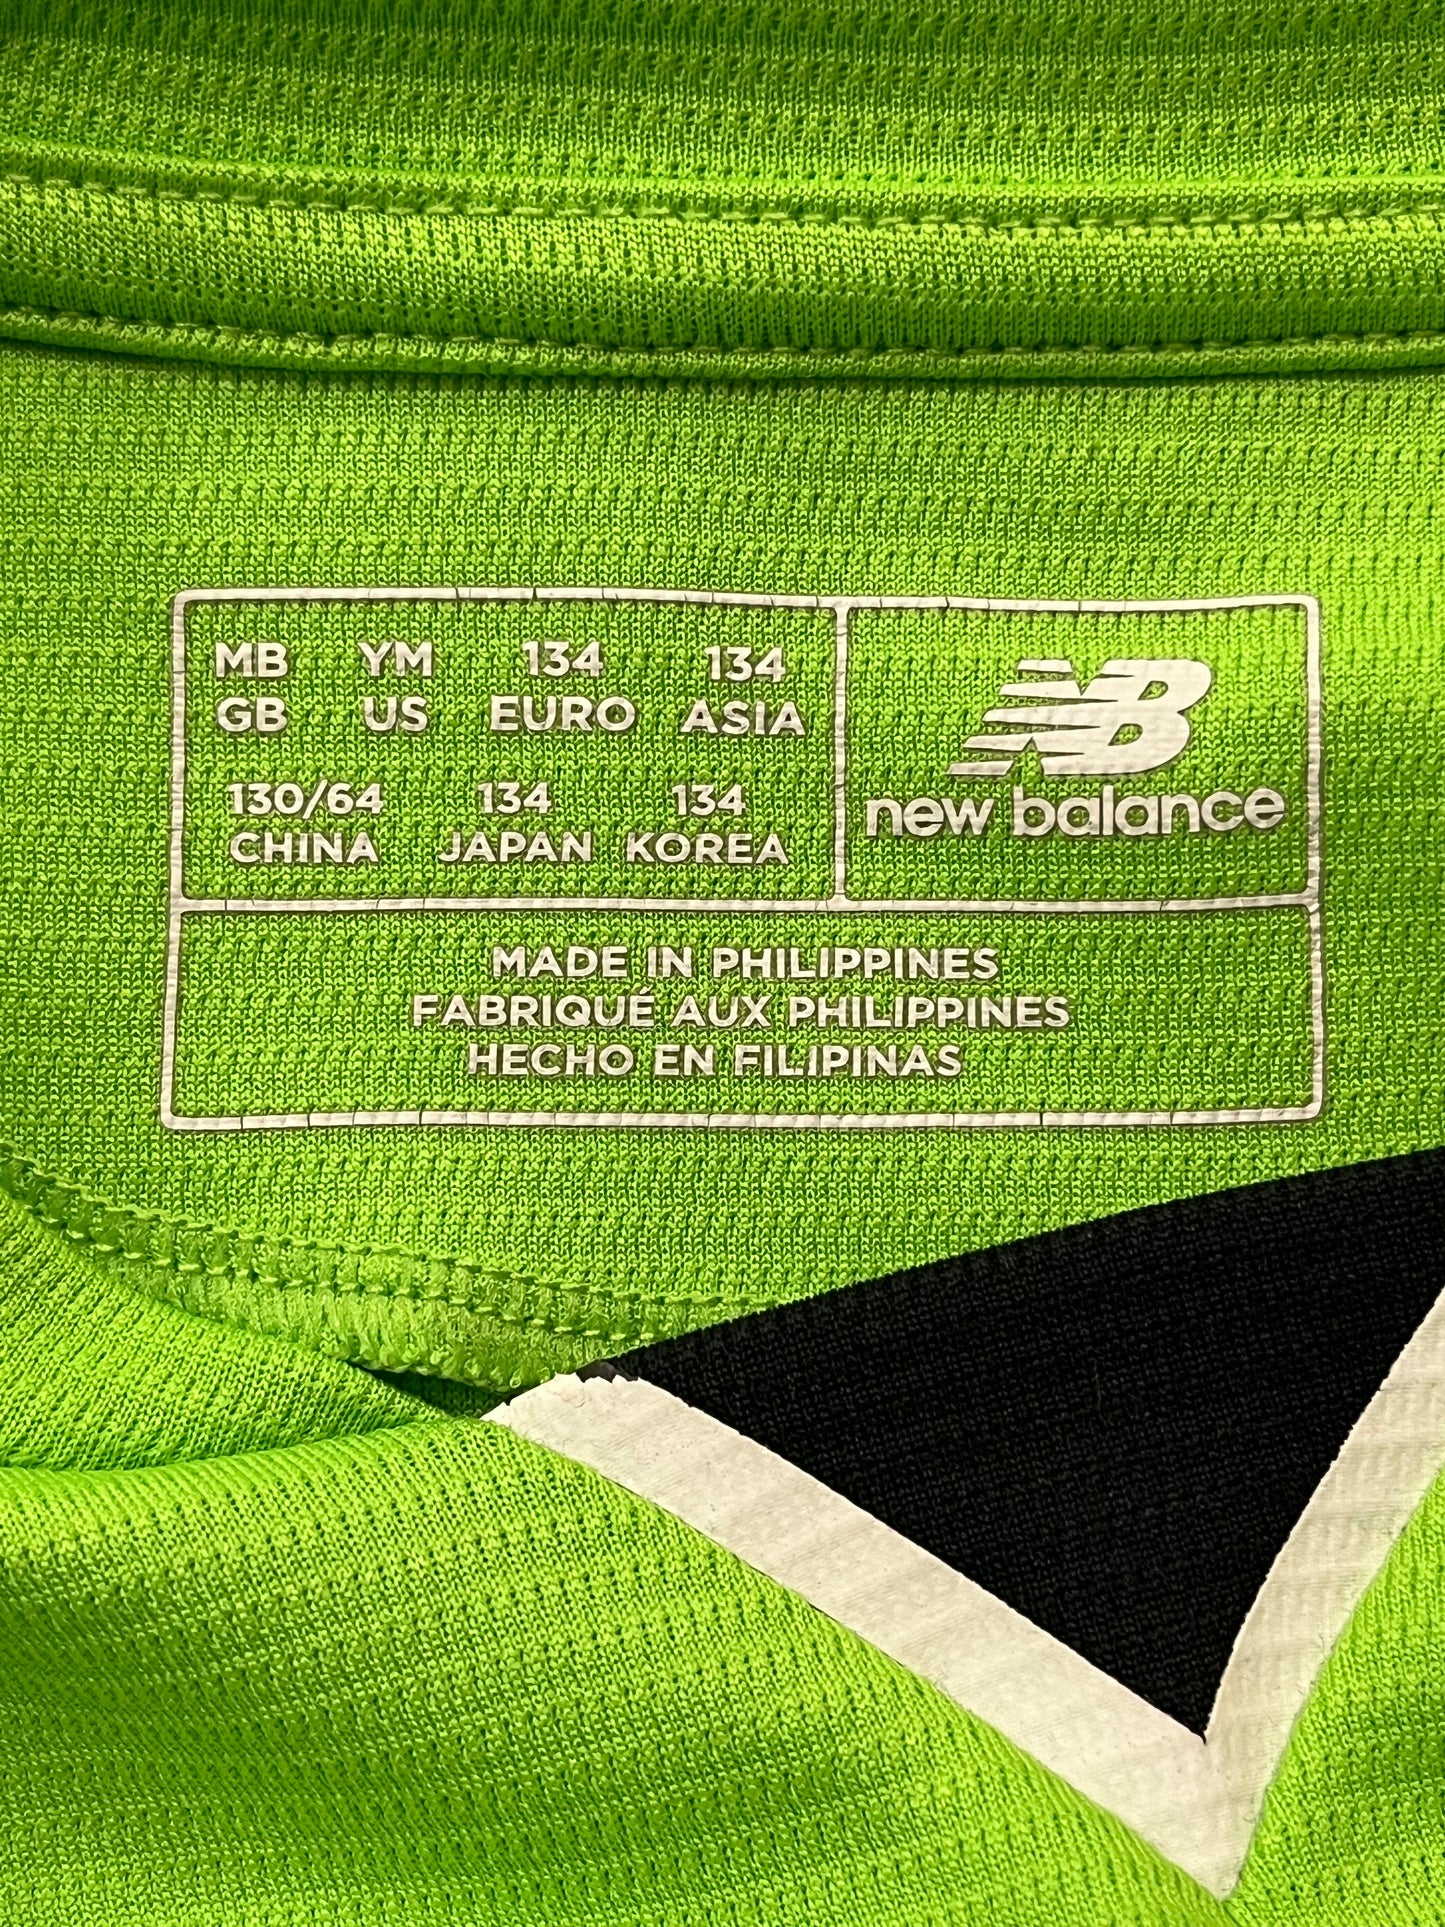 MB YM 134 134
GB US EURO ASIA
130/64 134 134
CHINA JAPAN KOREA
NB
new balance
MADE IN PHILIPPINES
FABRIQUÉ AUX PHILIPPINES
HECHO EN FILIPINAS